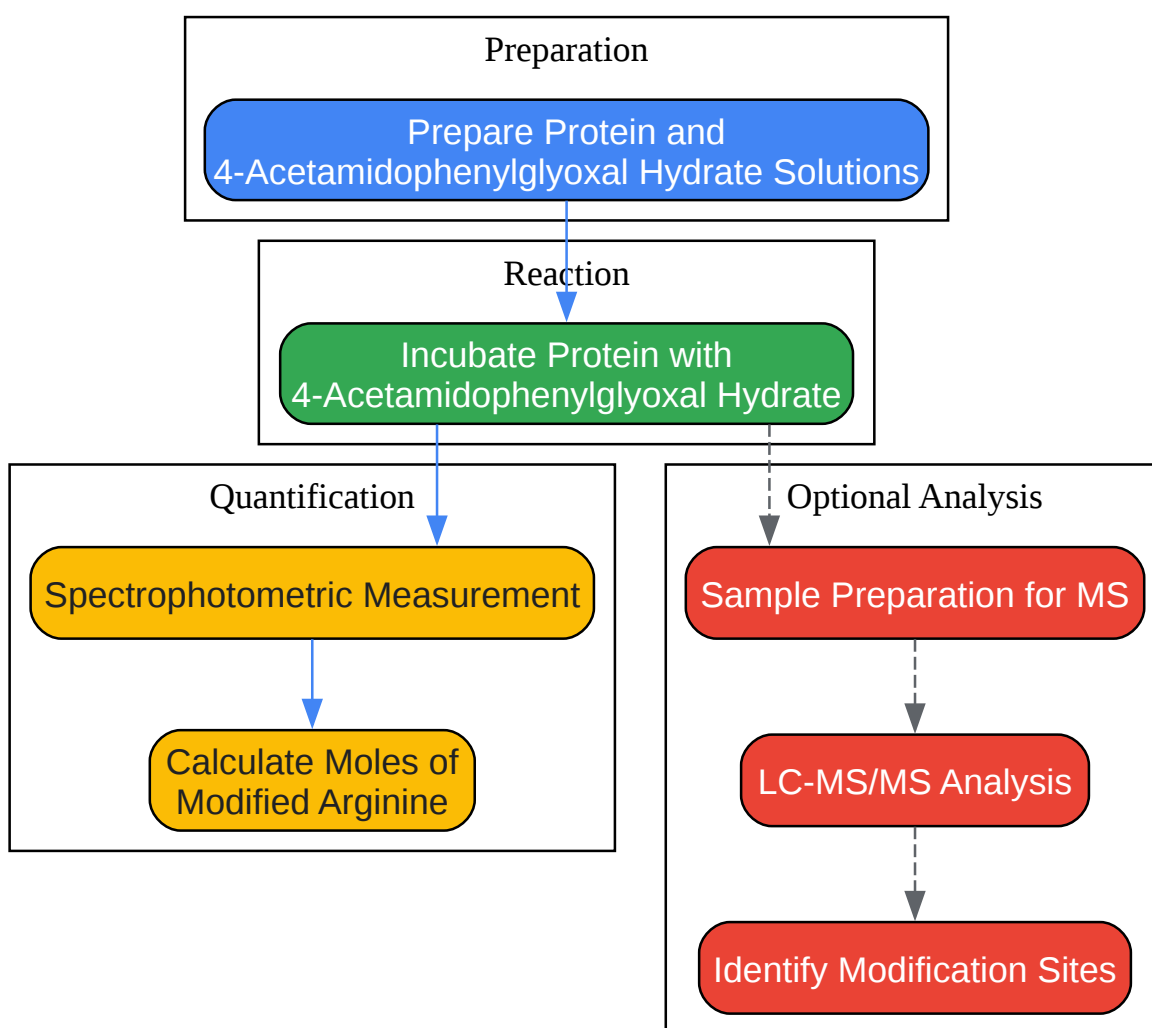 Preparation
Prepare Protein and
4-Acetamidophenylglyoxal Hydrate Solutions
Reaction
Incubate Protein with
4-Acetamidophenylglyoxal Hydrate
Quantification
Spectrophotometric Measurement
Calculate Moles of
Modified Arginine
Optional Analysis
Sample Preparation for MS
LC-MS/MS Analysis
Identify Modification Sites